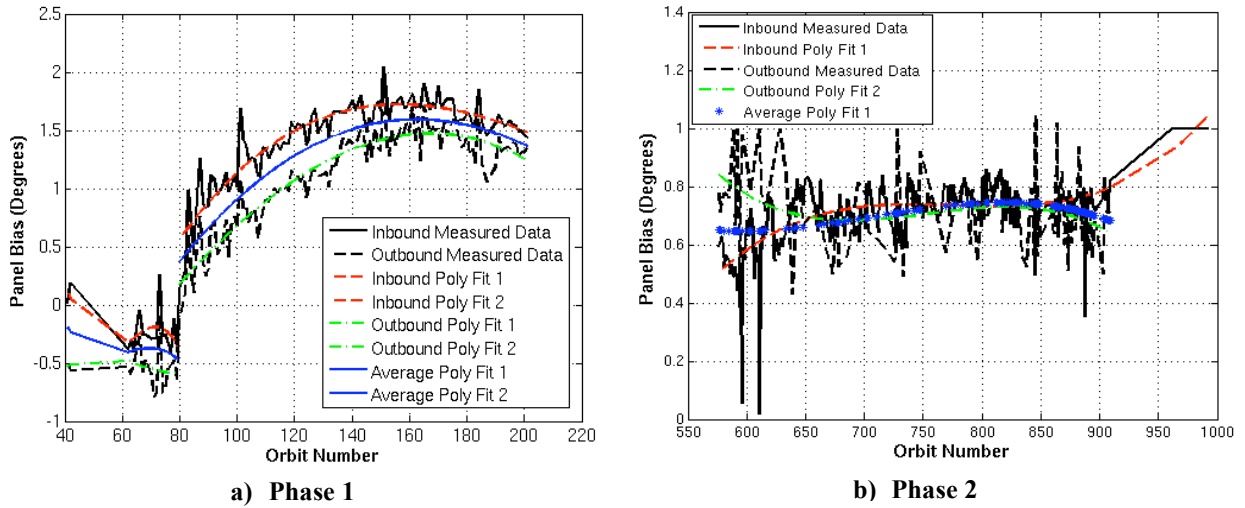 2.5
2
1.5
1
0.5
0
-0.5
-1
Panel Bias (Degrees)
Inbound Measured Data
Outbound Measured Data
Inbound Poly Fit 1
Inbound Poly Fit 2
Outbound Poly Fit 1
Outbound Poly Fit 2
Average Poly Fit 1
Average Poly Fit 2
40 60 80 100 120 140 160 180 200 220
Orbit Number
a) Phase 1
1.4
1.2
1
0.8
0.6
0.4
0.2
0
Panel Bias (Degrees)
Inbound Measured Data
Inbound Poly Fit 1
Outbound Measured Data
Outbound Poly Fit 2
Average Poly Fit 1
550 600 650 700 750 800 850 900 950 1000
Orbit Number
b) Phase 2